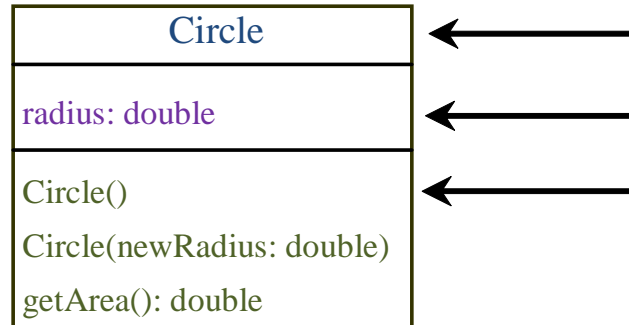 Circle
radius: double
Circle()
Circle(newRadius: double)
getArea(): double